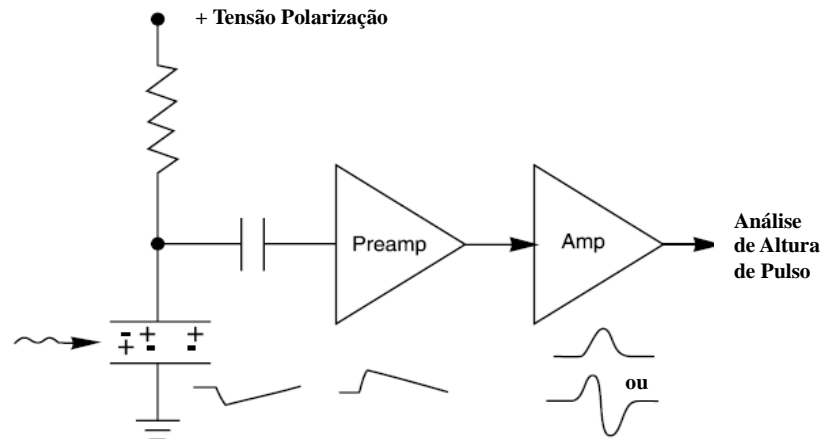 + Tensão Polarização
Preamp
Amp
Análise
de Altura
de Pulso
- + +
+ - -
ou